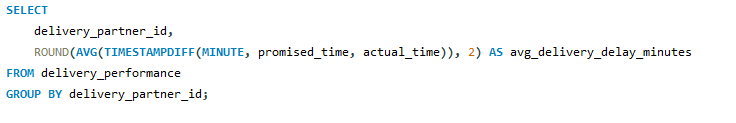 SELECT
    delivery_partner_id,
    ROUND(AVG(TIMESTAMPDIFF(MINUTE, promised_time, actual_time)), 2) AS avg_delivery_delay_minutes
FROM delivery_performance
GROUP BY delivery_partner_id;